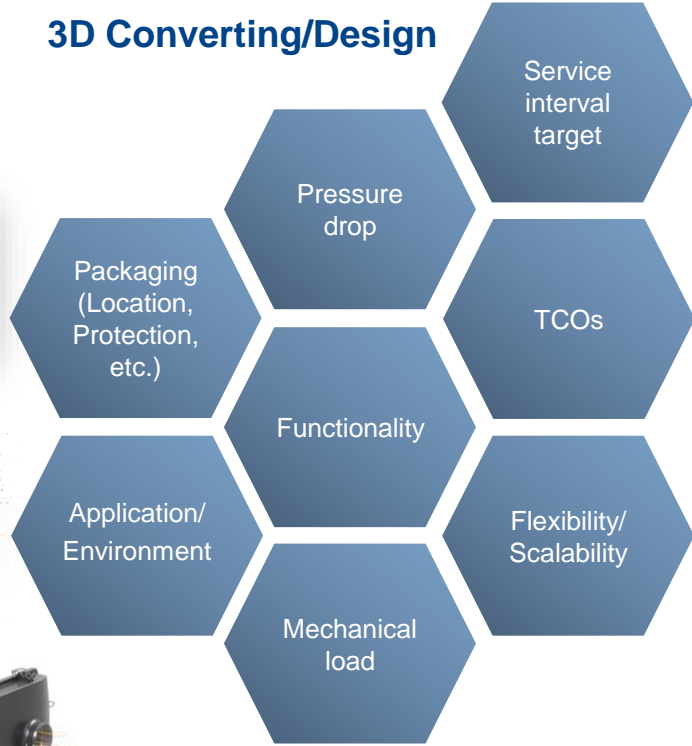 3D Converting/Design
Service
interval
target
Pressure
drop
Packaging
(Location,
Protection,
etc.)
TCOs
Functionality
Application/
Environment
Flexibility/
Scalability
Mechanical
load